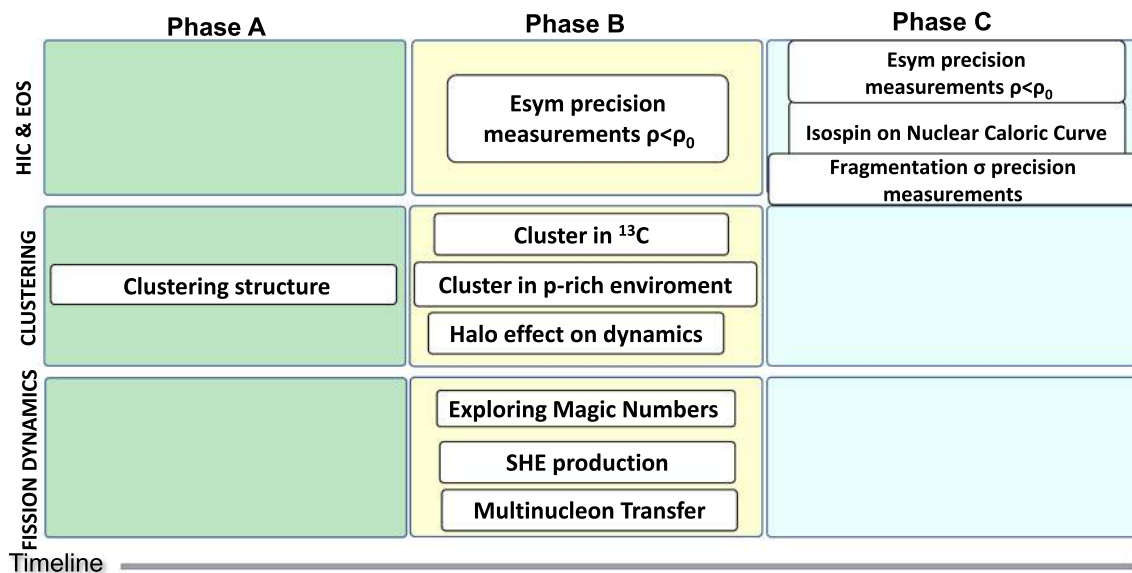 Phase A
Phase B
Phase C
HIC & EOS
Esym precision
measurements ρ<ρ₀
Esym precision
measurements ρ<ρ₀
Isospin on Nuclear Caloric Curve
Fragmentation σ precision
measurements
CLUSTERING
Clustering structure
Cluster in ¹³C
Cluster in p-rich enviroment
Halo effect on dynamics
FISSION DYNAMICS
Exploring Magic Numbers
SHE production
Multinucleon Transfer
Timeline